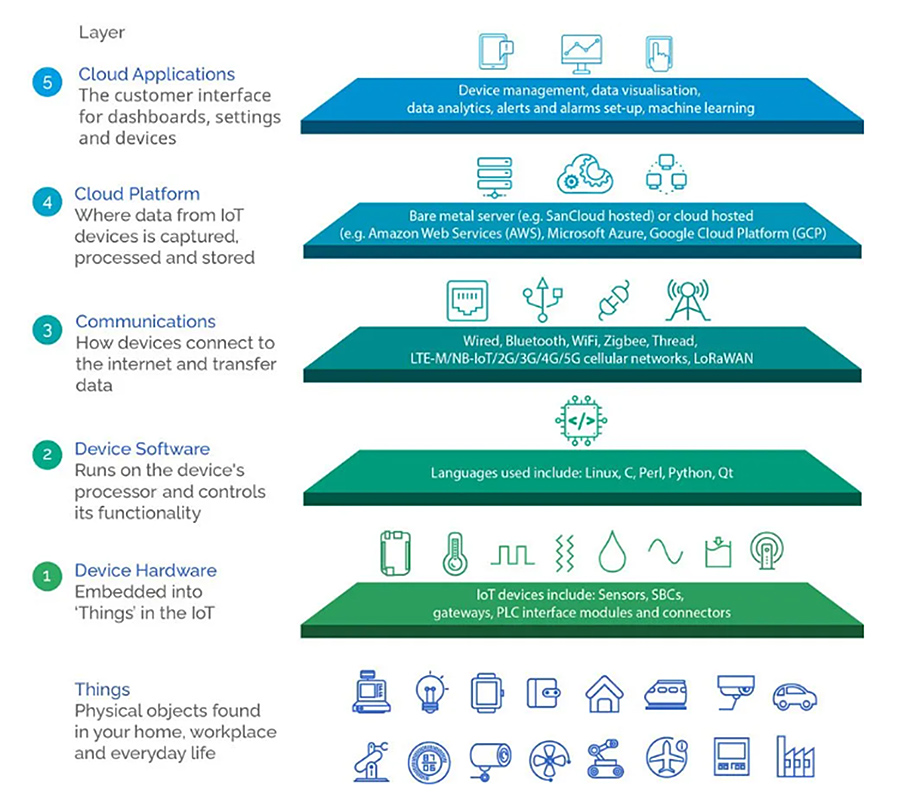 Layer
5
Cloud Applications
The customer interface
for dashboards, settings
and devices
Device management, data visualisation,
data analytics, alerts and alarms set-up, machine learning
4
Cloud Platform
Where data from IoT
devices is captured,
processed and stored
Bare metal server (e.g. SanCloud hosted) or cloud hosted
(e.g. Amazon Web Services (AWS), Microsoft Azure, Google Cloud Platform (GCP)
3
Communications
How devices connect to
the internet and transfer
data
Wired, Bluetooth, WiFi, Zigbee, Thread,
LTE-M/NB-IoT/2G/3G/4G/5G cellular networks, LoRaWAN
2
Device Software
Runs on the device's
processor and controls
its functionality
</>
Languages used include: Linux, C, Perl, Python, Qt
1
Device Hardware
Embedded into
‘Things’ in the IoT
IoT devices include: Sensors, SBCs,
gateways, PLC interface modules and connectors
Things
Physical objects found
in your home, workplace
and everyday life